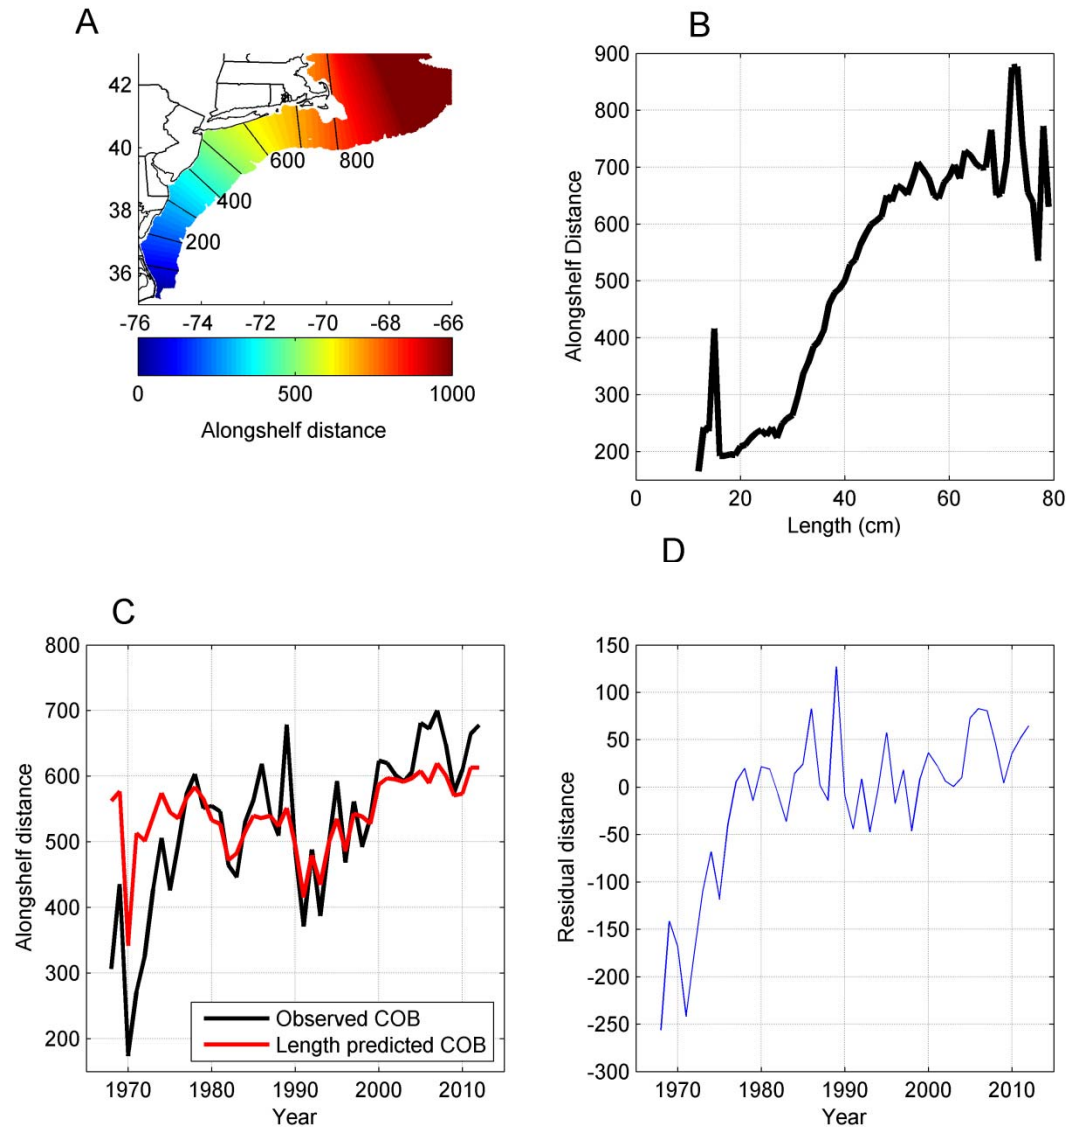 A
42
40
38
36
600
800
400
200
-76 -74 -72 -70 -68 -66
0 500 1000
Alongshelf distance
B
900
800
700
600
500
400
300
200
Alongshelf Distance
0 20 40 60 80
Length (cm)
C
800
700
600
500
400
300
200
Alongshelf distance
Observed COB
Length predicted COB
1970 1980 1990 2000 2010
Year
D
150
100
50
0
-50
-100
-150
-200
-250
-300
Residual distance
1970 1980 1990 2000 2010
Year